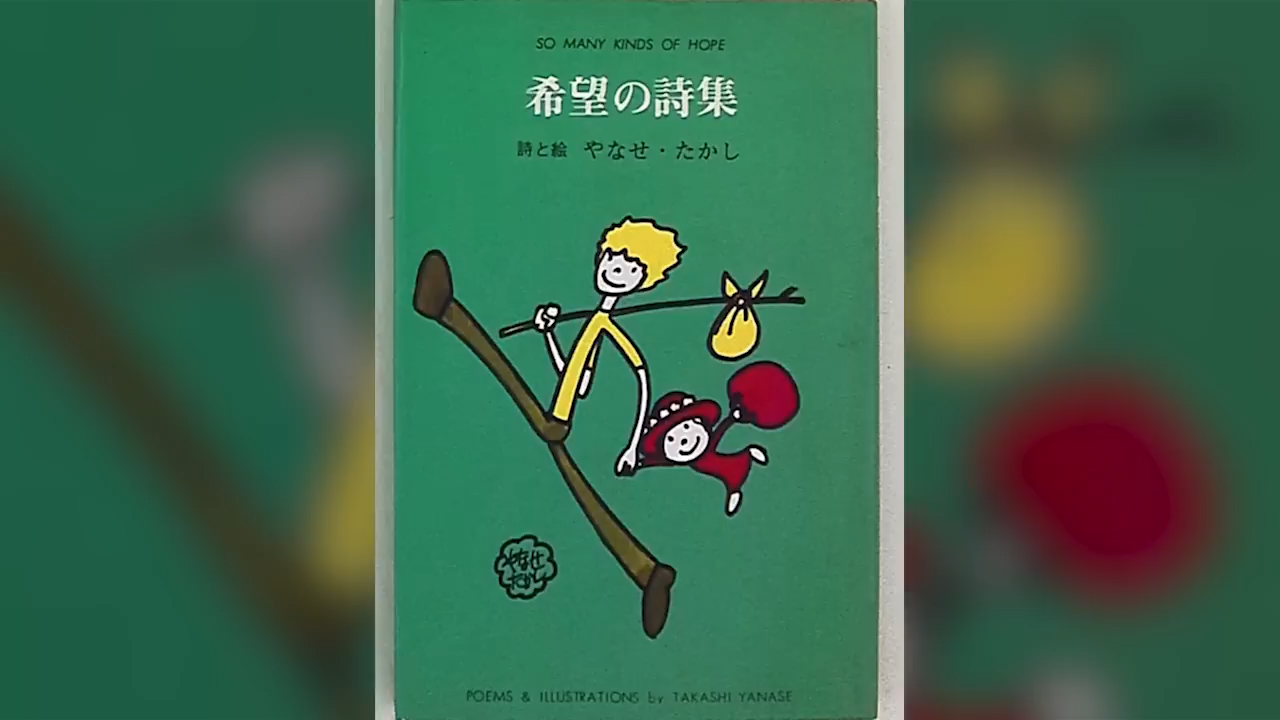 SO MANY KINDS OF HOPE
希望の詩集
詩と絵 やなせ・たかし
やなせ
たかし
POEMS & ILLUSTRATIONS by TAKASHI YANASE